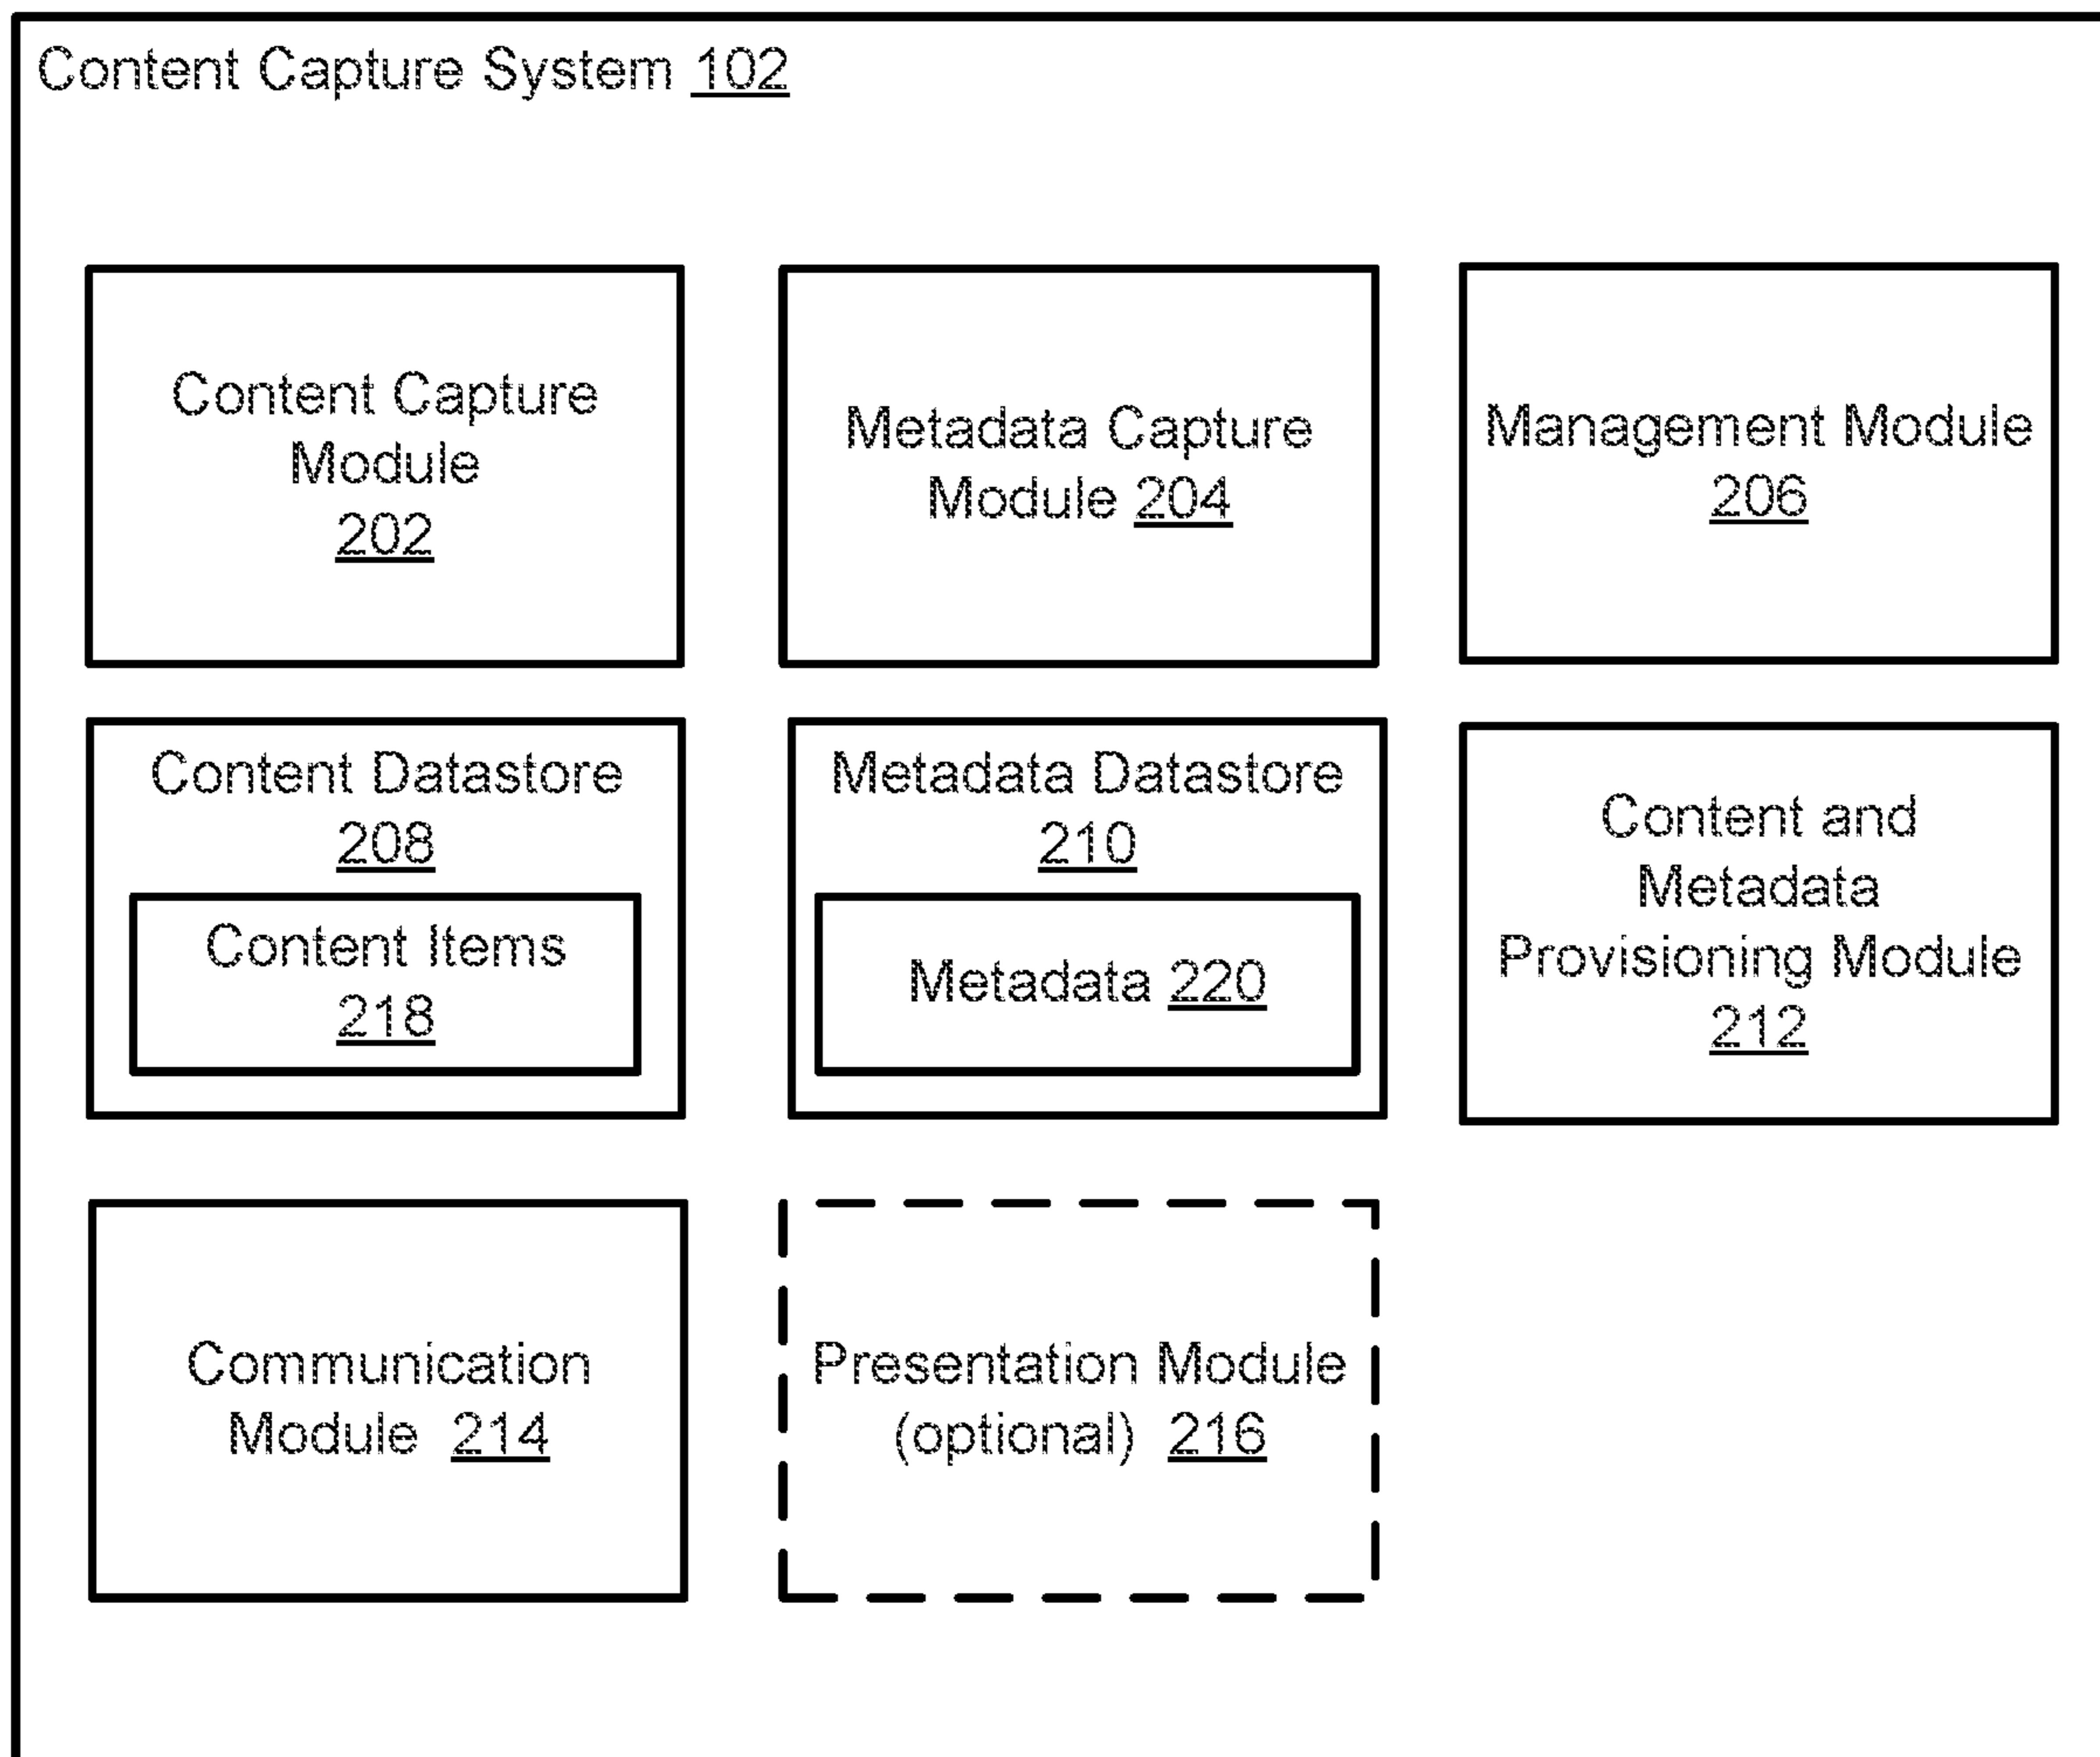 Content Capture System 102
Content Capture
Module
202
Metadata Capture
Module 204
Management Module
206
Content Datastore
208
Content Items
218
Metadata Datastore
210
Metadata 220
Content and
Metadata
Provisioning Module
212
Communication
Module 214
Presentation Module
(optional) 216